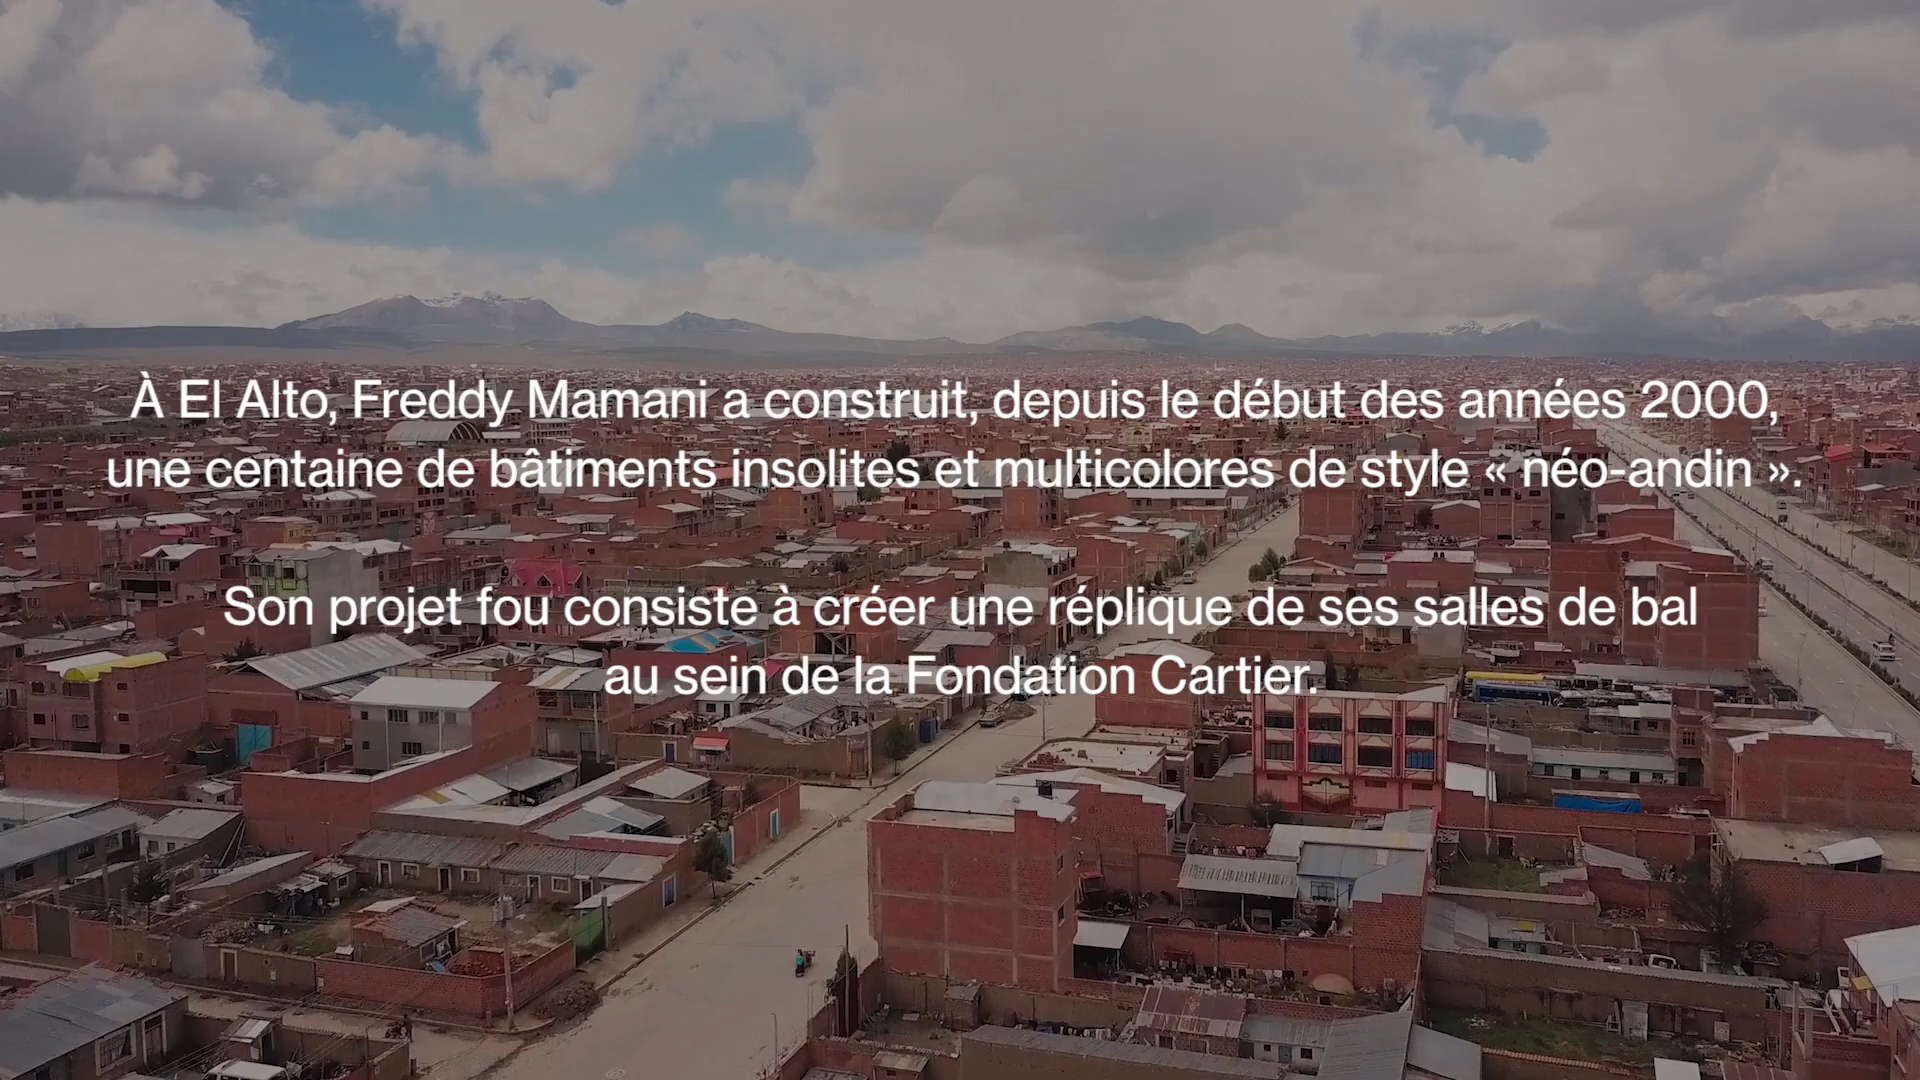 À El Alto, Freddy Mamani a construit, depuis le début des années 2000,
une centaine de bâtiments insolites et multicolores de style « néo-andin ».
Son projet fou consiste à créer une réplique de ses salles de bal
au sein de la Fondation Cartier.